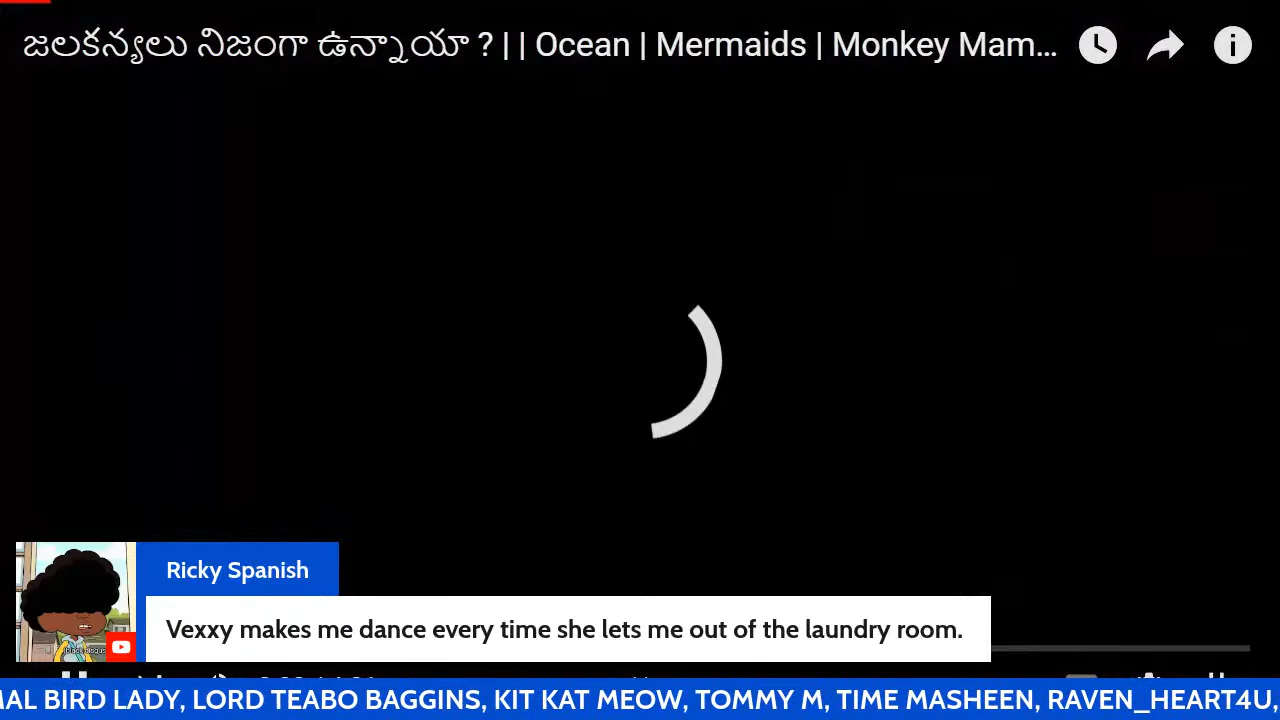 జలకన్యలు నిజంగా ఉన్నాయా ? | | Ocean | Mermaids | Monkey Mam...
Ricky Spanish
Vexxy makes me dance every time she lets me out of the laundry room.
BIRD LADY, LORD TEABO BAGGINS, KIT KAT MEOW, TOMMY M, TIME MASHEEN, RAVEN_HEART4U,